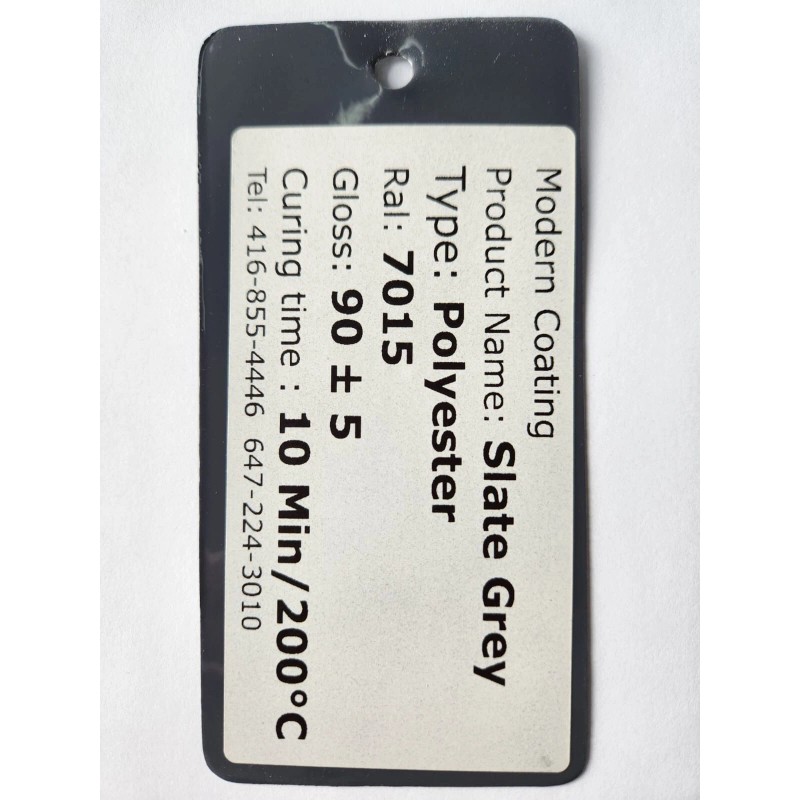 Modern Coating
Product Name: Slate Grey
Type: Polyester
Ral: 7015
Gloss: 90 ± 5
Curing time : 10 Min/200°C
Tel: 416-855-4446 647-224-3010